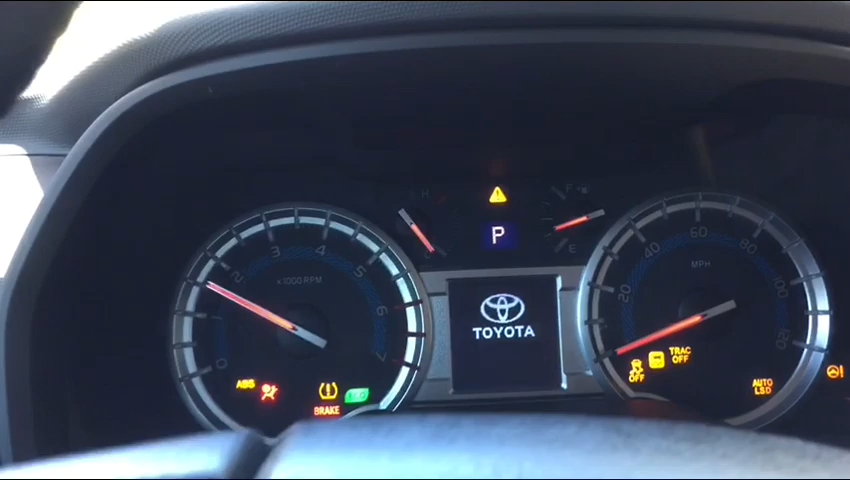 H
F
P
E
3 4
2 5
x1000 RPM
6
0 7
40 60 80
MPH
20 100
120
TOYOTA
TRAC
OFF
OFF
ABS
BRAKE
AUTO
LSD